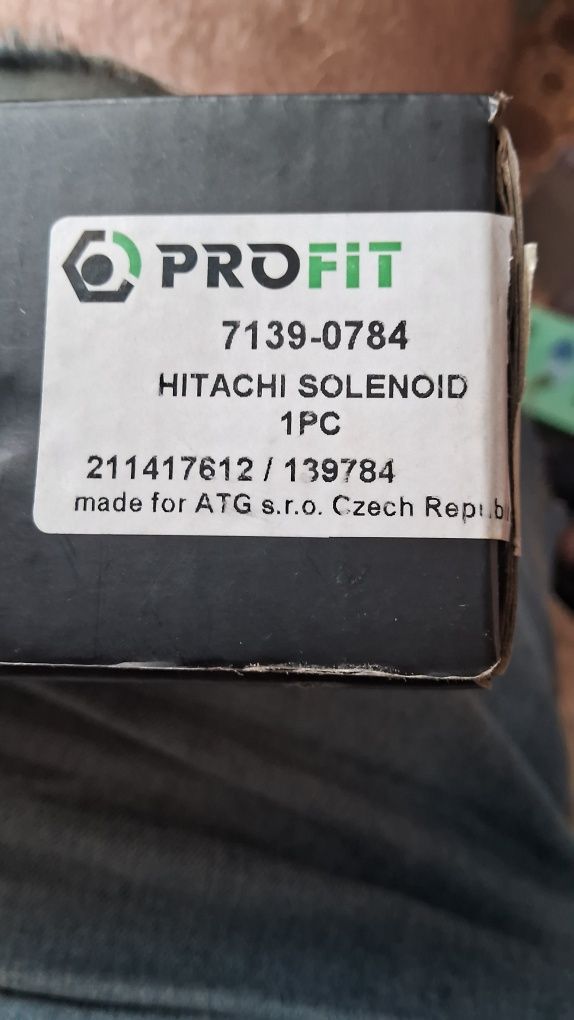 PROFiT
7139-0784
HITACHI SOLENOID
1PC
211417612 / 139784
made for ATG s.r.o. Czech